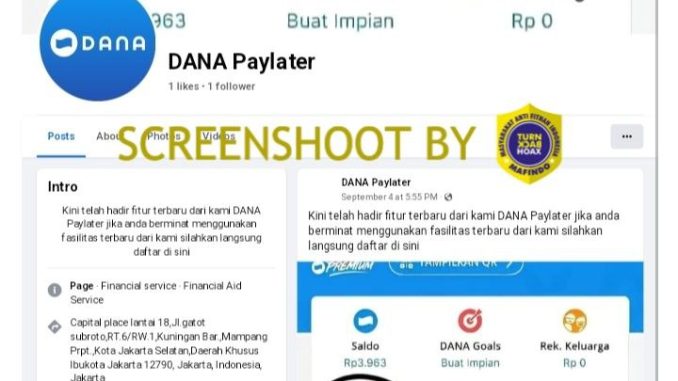 963
Buat Impian
Rp 0
DANA
DANA Paylater
1 likes • 1 follower
Posts
About
Photos
Videos
...
SCREENSHOOT BY
MASYARAKAT ANTI FITNAH INDONESIA
TURN
BACK
HOAX
MAFINDO
Intro
Kini telah hadir fitur terbaru dari kami DANA
Paylater jika anda berminat menggunakan
fasilitas terbaru dari kami silahkan langsung
daftar di sini
Page · Financial service · Financial Aid
Service
Capital place lantai 18,Jl.gatot
subroto,RT.6/RW.1,Kuningan Bar.,Mampang
Prpt.,Kota Jakarta Selatan,Daerah Khusus
Ibukota Jakarta 12790, Jakarta, Indonesia,
Jakarta
DANA Paylater
September 4 at 5:55 PM ·
Kini telah hadir fitur terbaru dari kami DANA Paylater jika anda
berminat menggunakan fasilitas terbaru dari kami silahkan
langsung daftar di sini
PREMIUM
TAMPILKAN QR
Saldo
DANA Goals
Rek. Keluarga
Rp3.963
Buat Impian
Rp 0